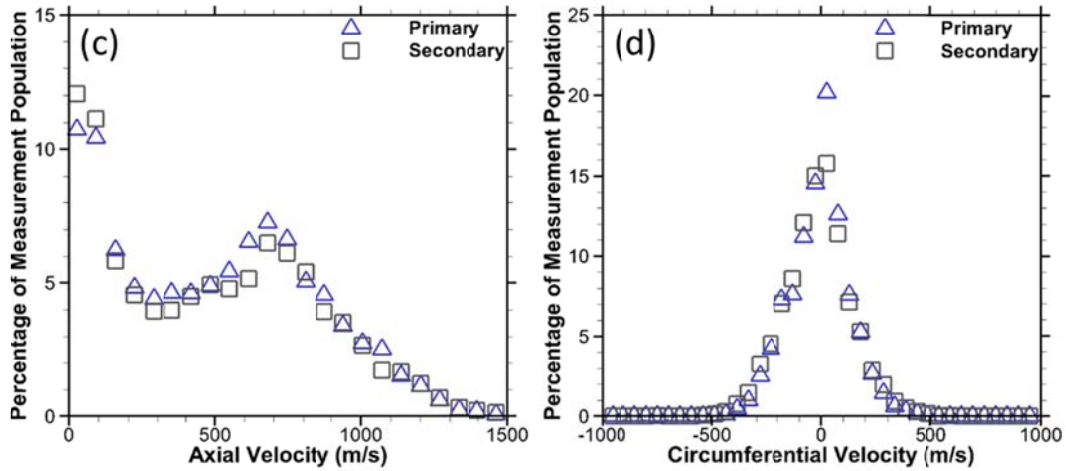 (c)
Primary
Secondary
Percentage of Measurement Population
15
10
5
0
0 500 1000 1500
Axial Velocity (m/s)
(d)
Primary
Secondary
Percentage of Measurement Population
25
20
15
10
5
0
-1000 -500 0 500 1000
Circumferential Velocity (m/s)